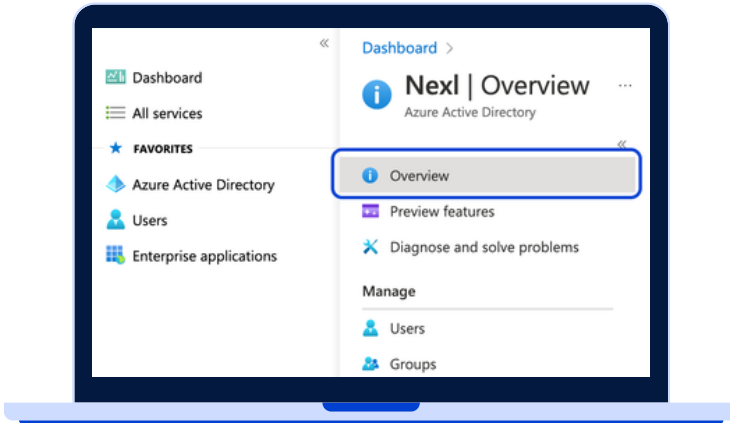 Dashboard
All services
FAVORITES
Azure Active Directory
Users
Enterprise applications
Dashboard >
Nexl | Overview
Azure Active Directory
Overview
Preview features
Diagnose and solve problems
Manage
Users
Groups